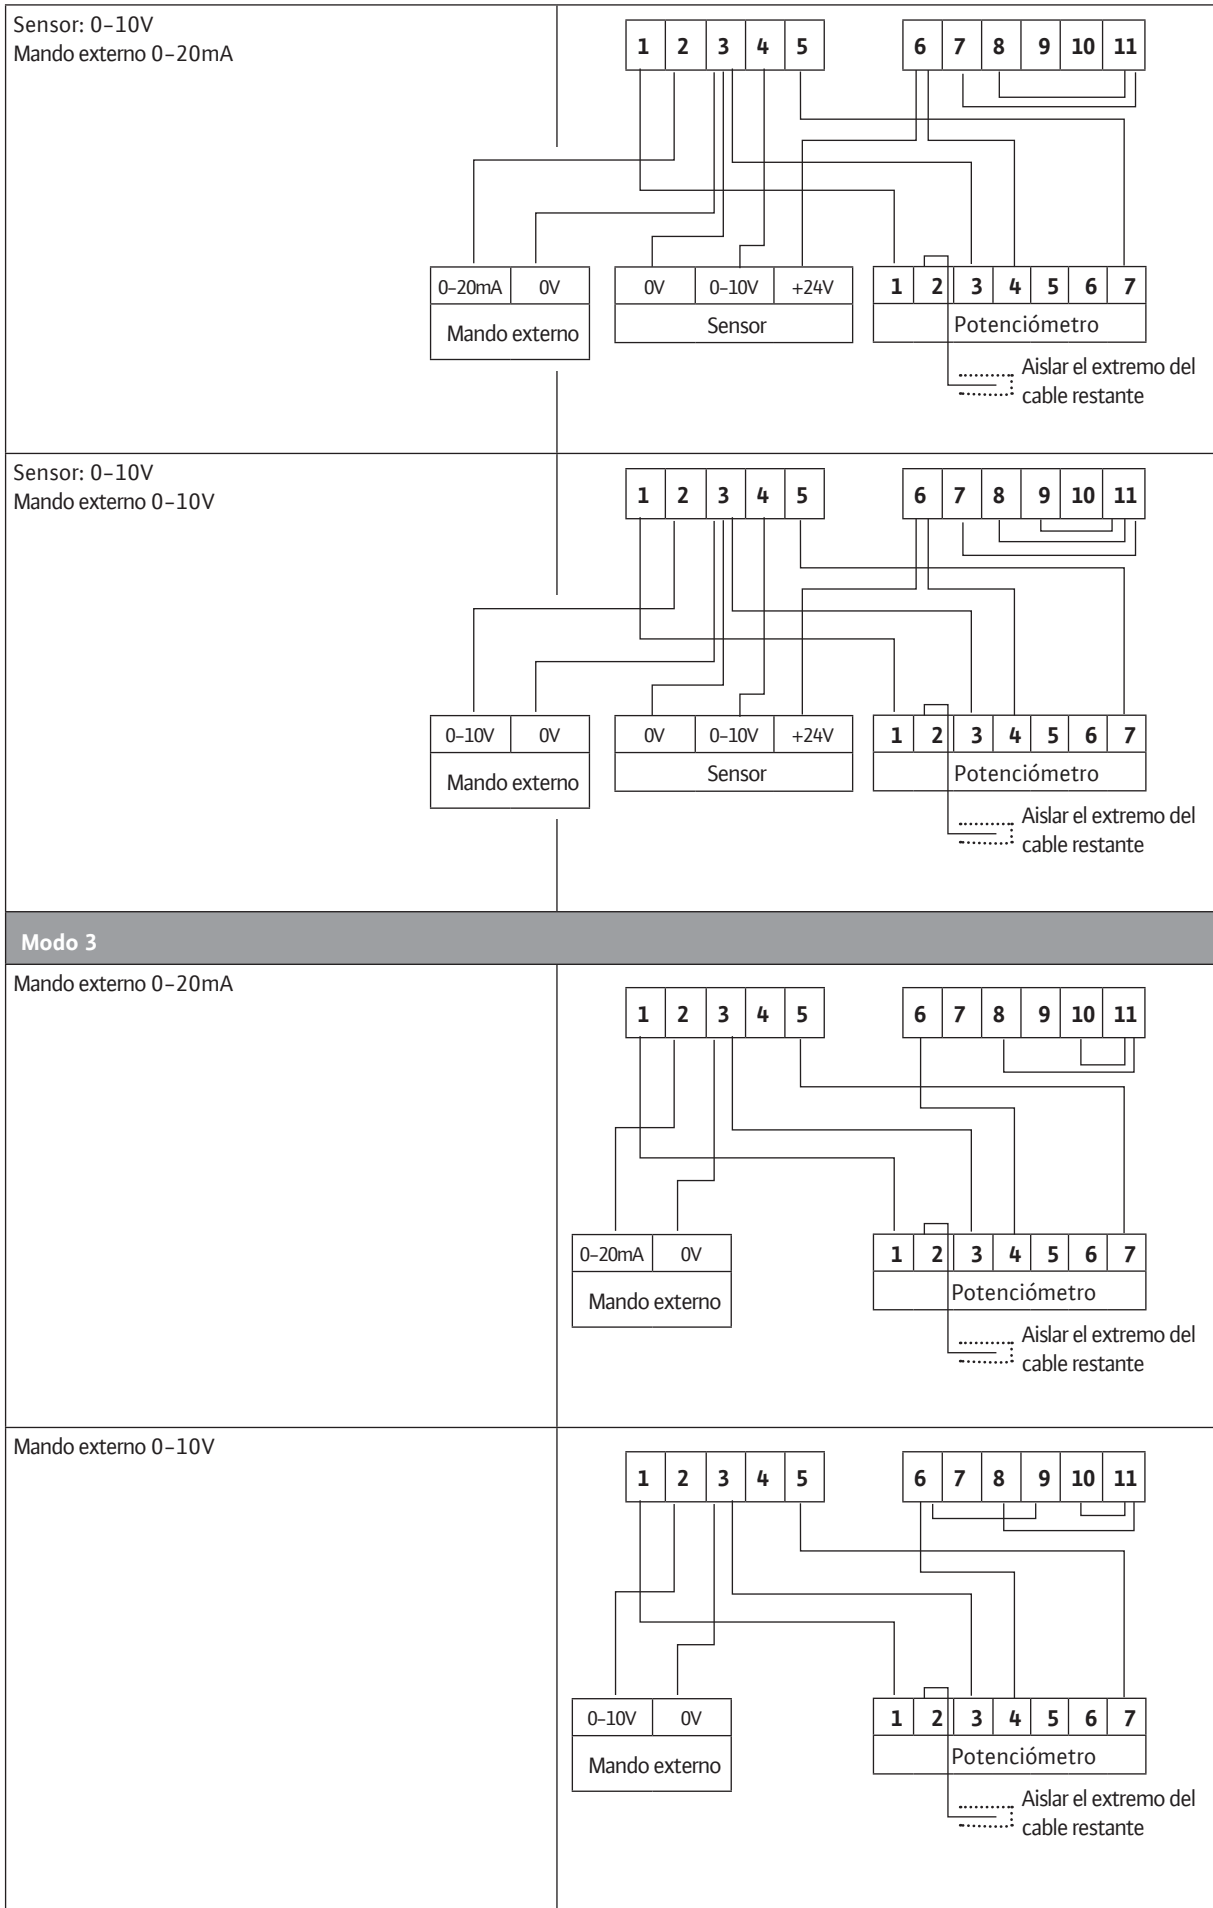 Sensor: 0–10V
Mando externo 0–20mA
1 2 3 4 5 6 7 8 9 10 11
0–20mA 0V 0V 0–10V +24V 1 2 3 4 5 6 7
Mando externo Sensor Potenciómetro
Aislar el extremo del
cable restante
Sensor: 0–10V
Mando externo 0–10V
1 2 3 4 5 6 7 8 9 10 11
0–10V 0V 0V 0–10V +24V 1 2 3 4 5 6 7
Mando externo Sensor Potenciómetro
Aislar el extremo del
cable restante
Modo 3
Mando externo 0–20mA
1 2 3 4 5 6 7 8 9 10 11
0–20mA 0V 1 2 3 4 5 6 7
Mando externo Potenciómetro
Aislar el extremo del
cable restante
Mando externo 0–10V
1 2 3 4 5 6 7 8 9 10 11
0–10V 0V 1 2 3 4 5 6 7
Mando externo Potenciómetro
Aislar el extremo del
cable restante